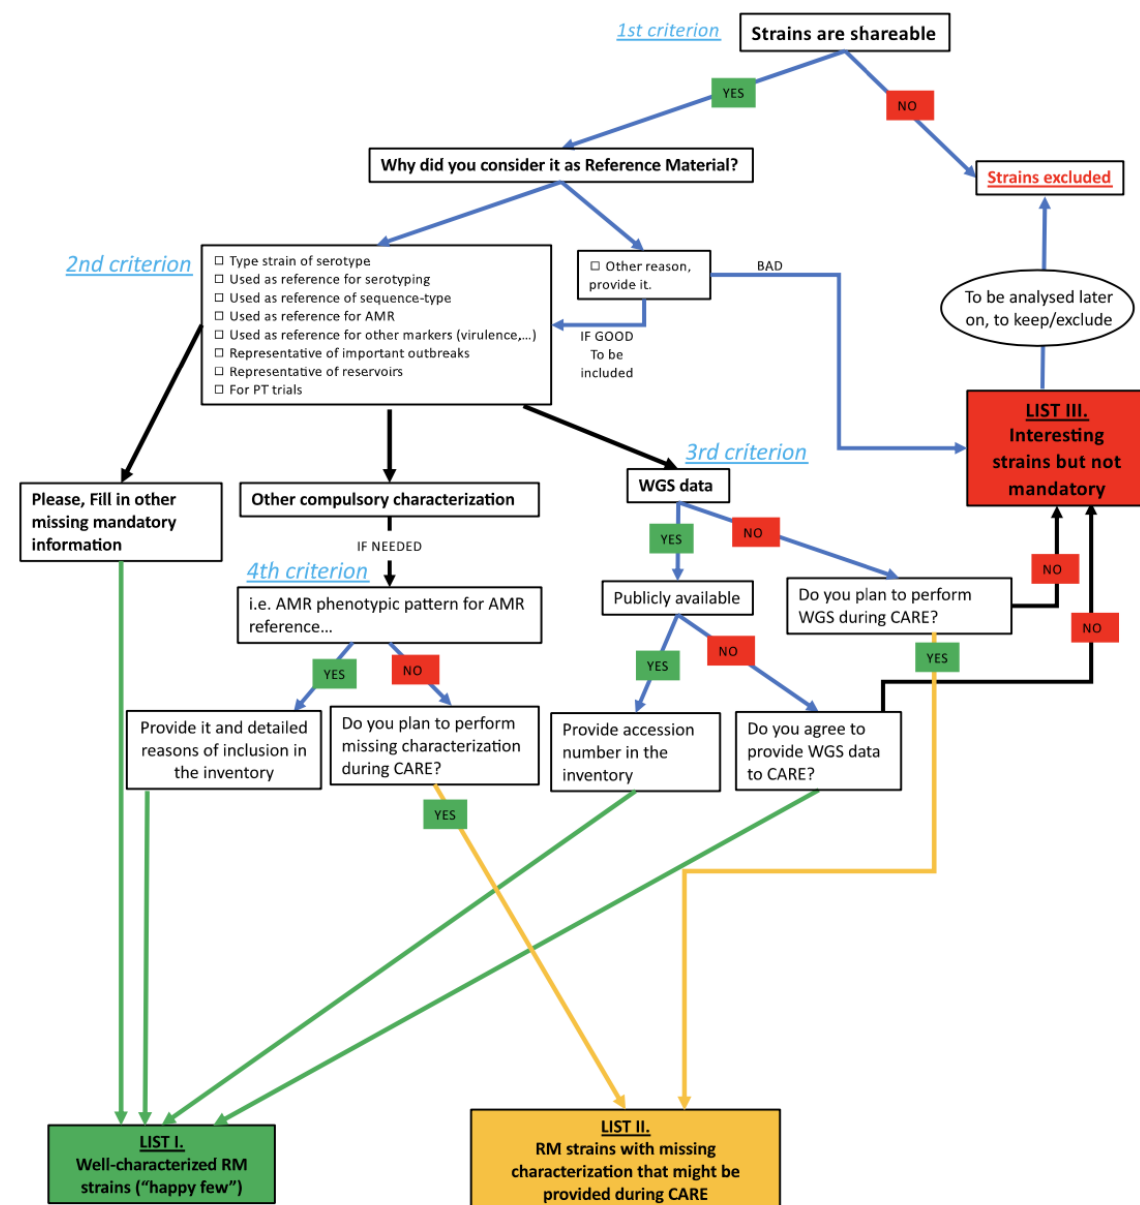 1st criterion
Strains are shareable
YES
NO
Why did you consider it as Reference Material?
Strains excluded
2nd criterion
☐ Type strain of serotype
☐ Used as reference for serotyping
☐ Used as reference of sequence-type
☐ Used as reference for AMR
☐ Used as reference for other markers (virulence,...)
☐ Representative of important outbreaks
☐ Representative of reservoirs
☐ For PT trials
☐ Other reason,
provide it.
BAD
IF GOOD
To be
included
To be analysed later
on, to keep/exclude
LIST III.
Interesting
strains but not
mandatory
3rd criterion
Please, Fill in other
missing mandatory
information
Other compulsory characterization
WGS data
IF NEEDED
YES
NO
NO
4th criterion
i.e. AMR phenotypic pattern for AMR
reference...
Publicly available
Do you plan to perform
WGS during CARE?
NO
YES
NO
YES
NO
YES
Provide it and detailed
reasons of inclusion in
the inventory
Do you plan to perform
missing characterization
during CARE?
Provide accession
number in the
inventory
Do you agree to
provide WGS data
to CARE?
YES
LIST I.
Well-characterized RM
strains (“happy few”)
LIST II.
RM strains with missing
characterization that might be
provided during CARE